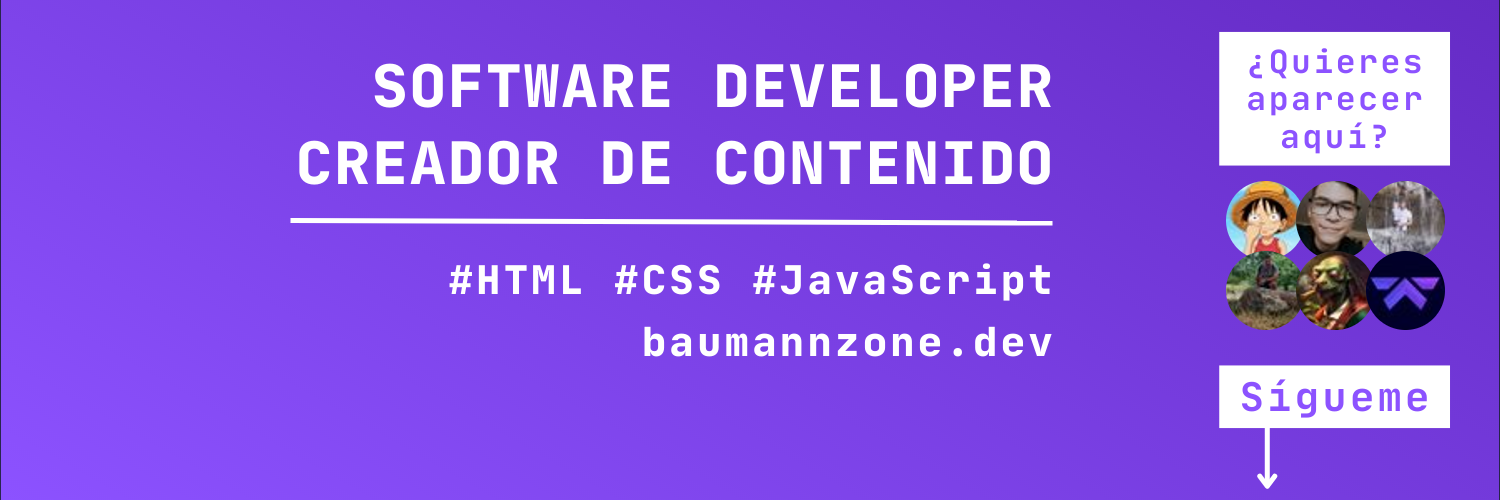 SOFTWARE DEVELOPER
CREADOR DE CONTENIDO
#HTML #CSS #JavaScript
baumannzone.dev
¿Quieres
aparecer
aquí?
Sígueme